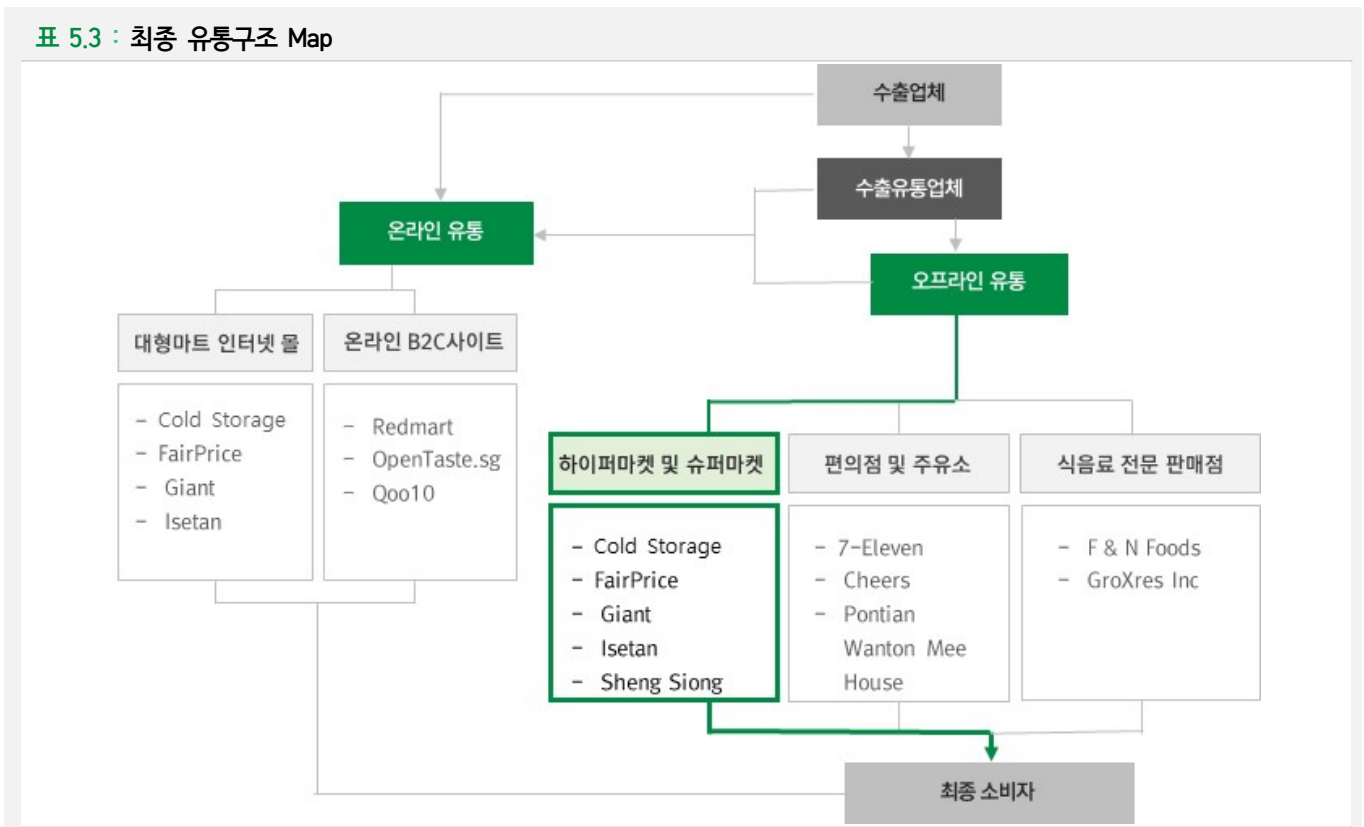 표 5.3 : 최종 유통구조 Map
수출업체
수출유통업체
온라인 유통
오프라인 유통
대형마트 인터넷 몰
온라인 B2C사이트
- Cold Storage
- FairPrice
- Giant
- Isetan
- Redmart
- OpenTaste.sg
- Qoo10
하이퍼마켓 및 슈퍼마켓
편의점 및 주유소
식음료 전문 판매점
- Cold Storage
- FairPrice
- Giant
- Isetan
- Sheng Siong
- 7-Eleven
- Cheers
- Pontian
Wanton Mee
House
- F & N Foods
- GroXres Inc
최종 소비자